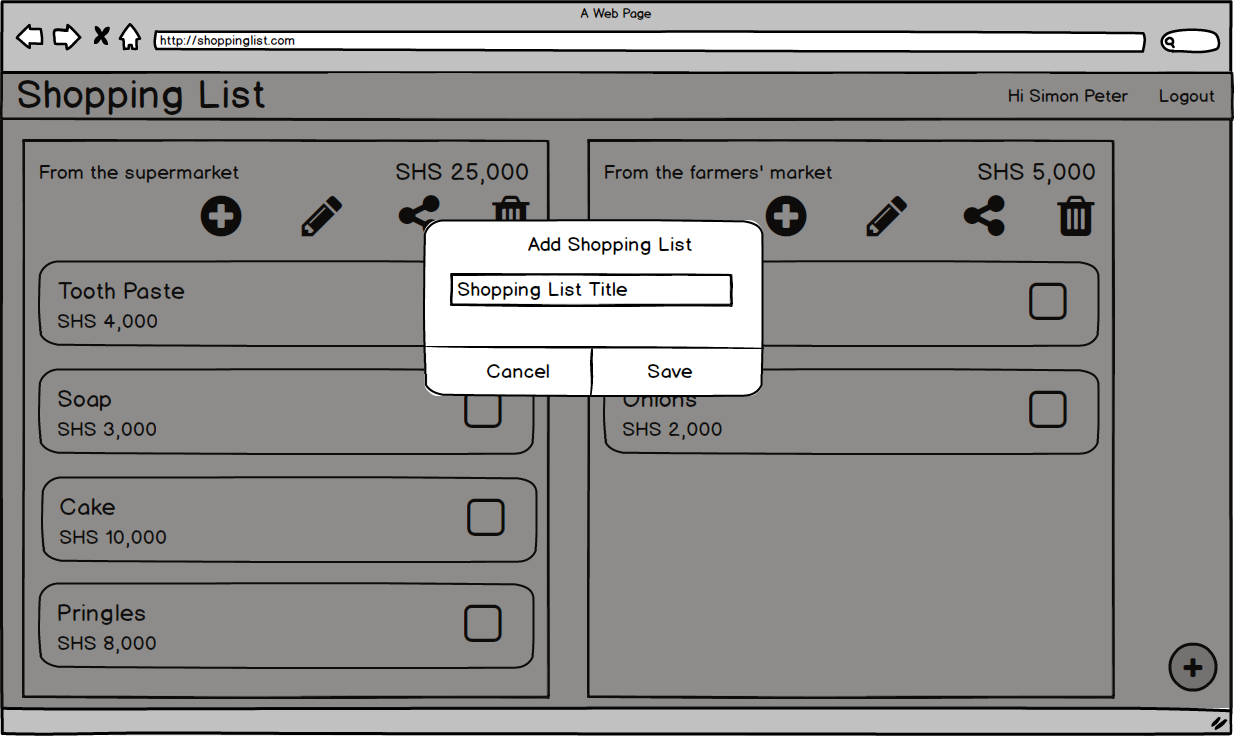 A Web Page
http://shoppinglist.com
Shopping List
Hi Simon Peter
Logout
From the supermarket
SHS 25,000
Tooth Paste
SHS 4,000
Soap
SHS 3,000
Cake
SHS 10,000
Pringles
SHS 8,000
From the farmers' market
SHS 5,000
Onions
SHS 2,000
Add Shopping List
Shopping List Title
Cancel
Save